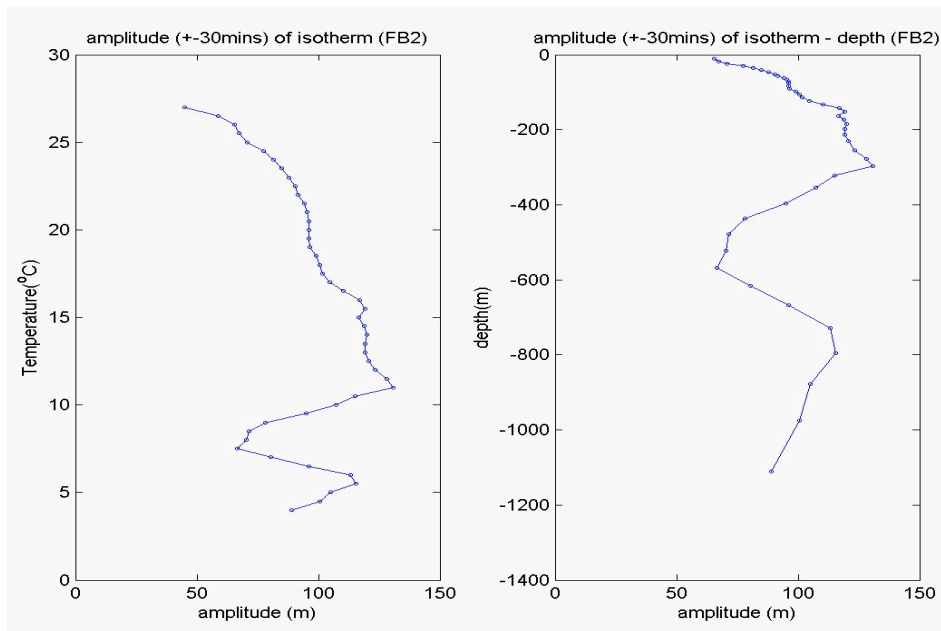 amplitude (+-30mins) of isotherm (FB2)
30
25
20
15
10
5
0
Temperature(⁰C)
0 50 100 150
amplitude (m)
amplitude (+-30mins) of isotherm - depth (FB2)
0
-200
-400
-600
-800
-1000
-1200
-1400
depth(m)
0 50 100 150
amplitude (m)